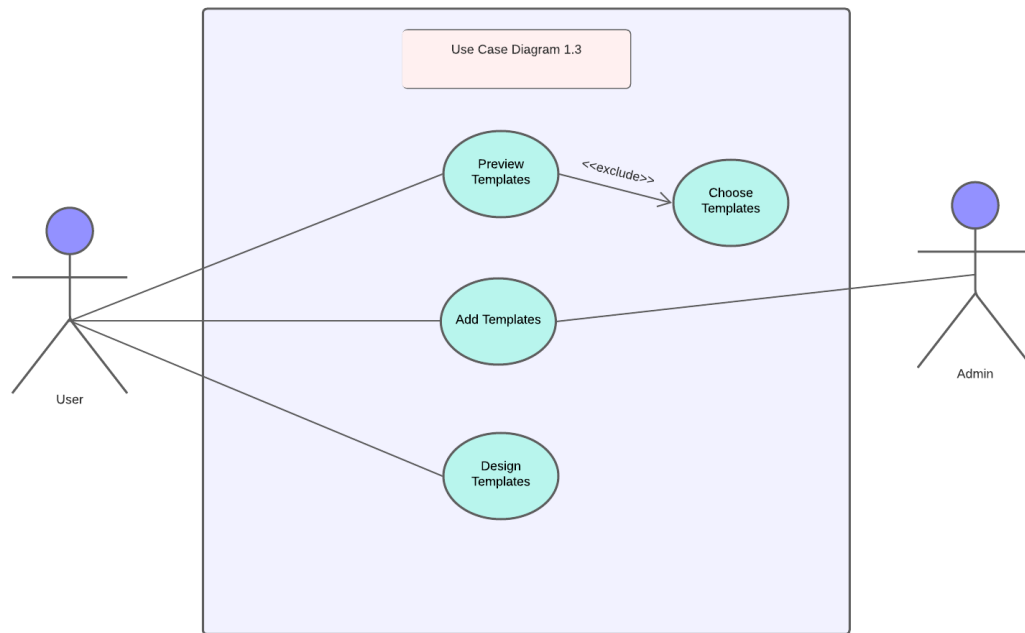 Use Case Diagram 1.3
Preview
Templates
<<exclude>>
Choose
Templates
Add Templates
Design
Templates
User
Admin